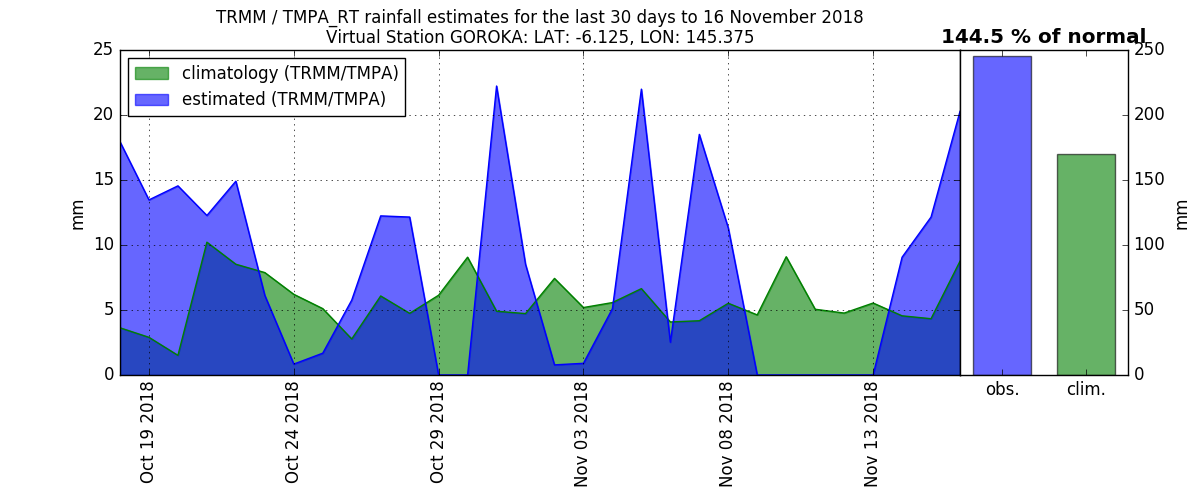 TRMM / TMPA_RT rainfall estimates for the last 30 days to 16 November 2018
Virtual Station GOROKA: LAT: -6.125, LON: 145.375
144.5 % of normal
climatology (TRMM/TMPA)
estimated (TRMM/TMPA)
25
20
15
10
5
0
mm
Oct 19 2018
Oct 24 2018
Oct 29 2018
Nov 03 2018
Nov 08 2018
Nov 13 2018
250
200
150
100
50
0
mm
obs.
clim.